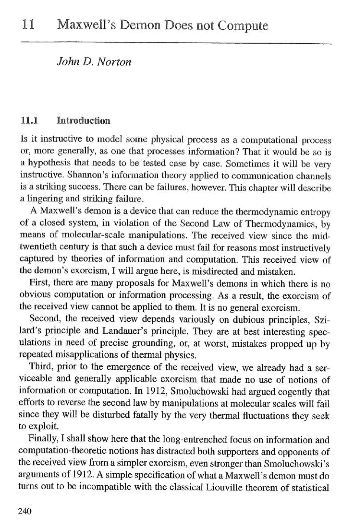 11 Maxwell's Demon Does not Compute
John D. Norton
11.1 Introduction
Is it instructive to model some physical process as a computational process
or, more generally, as one that processes information? That it would be so is
a hypothesis that needs to be tested case by case. Sometimes it will be very
instructive. Shannon's information theory applied to communication channels
is a striking success. There can be failures, however. This chapter will describe
a lingering and striking failure.
A Maxwell's demon is a device that can reduce the thermodynamic entropy
of a closed system, in violation of the Second Law of Thermodynamics, by
means of molecular-scale manipulations. The received view since the mid-
twentieth century is that such a device must fail for reasons most instructively
captured by theories of information and computation. This received view of
the demon's exorcism, I will argue here, is misdirected and mistaken.
First, there are many proposals for Maxwell's demons in which there is no
obvious computation or information processing. As a result, the exorcism of
the received view cannot be applied to them. It is no general exorcism.
Second, the received view depends variously on dubious principles, Szi-
lard's principle and Landauer's principle. They are at best interesting spec-
ulations in need of precise grounding, or, at worst, mistakes propped up by
repeated misapplications of thermal physics.
Third, prior to the emergence of the received view, we already had a ser-
viceable and generally applicable exorcism that made no use of notions of
information or computation. In 1912, Smoluchowski had argued cogently that
efforts to reverse the second law by manipulations at molecular scales will fail
since they will be disturbed fatally by the very thermal fluctuations they seek
to exploit.
Finally, I shall show here that the long-entrenched focus on information and
computation-theoretic notions has distracted both supporters and opponents of
the received view from a simpler exorcism, even stronger than Smoluchowski's
arguments of 1912. A simple specification of what a Maxwell's demon must do
turns out to be incompatible with the classical Liouville theorem of statistical
240